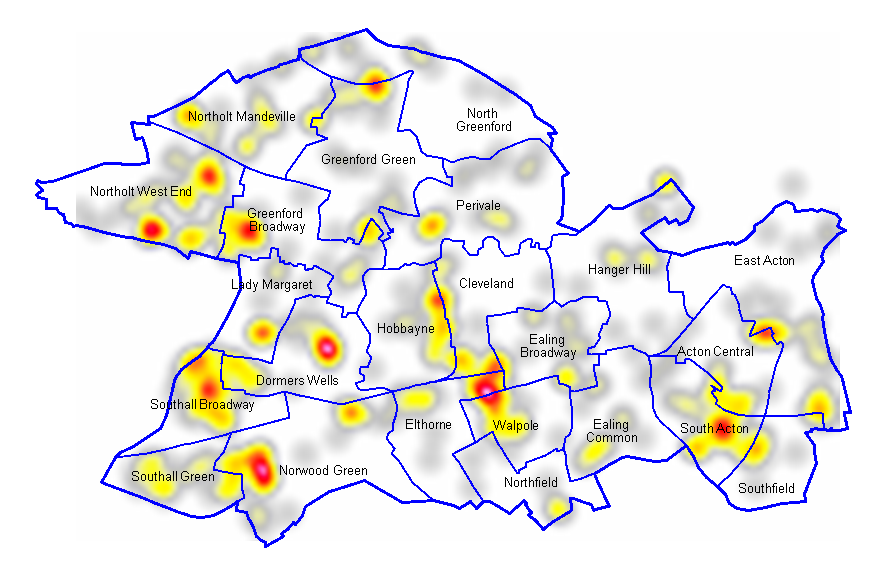 Northolt Mandeville
North
Greenford
Greenford Green
Northolt West End
Greenford
Broadway
Perivale
East Acton
Hanger Hill
Lady Margaret
Cleveland
Hobbayne
Ealing
Broadway
Acton Central
Dormers Wells
Southall Broadway
Elthorne
Walpole
Ealing
Common
South Acton
Southall Green
Norwood Green
Northfield
Southfield